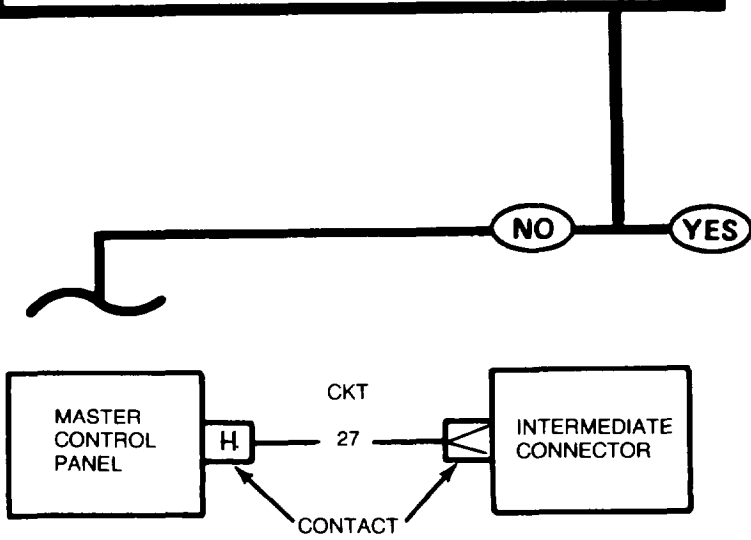 NO
YES
CKT
MASTER
CONTROL
PANEL
H
27
INTERMEDIATE
CONNECTOR
CONTACT